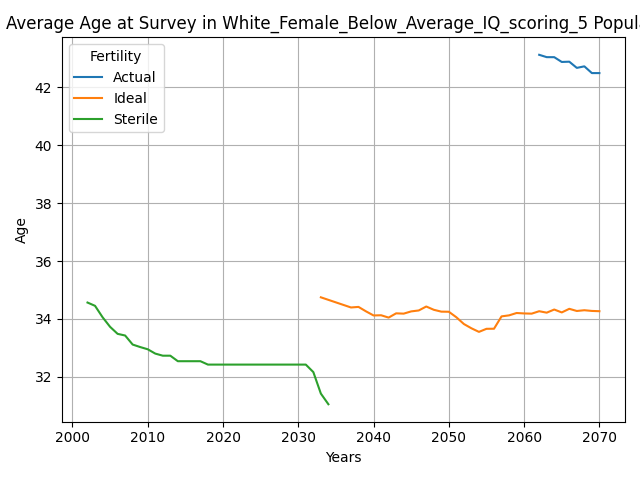 Average Age at Survey in White_Female_Below_Average_IQ_scoring_5 Popul
Fertility
Actual
Ideal
Sterile
42
40
38
36
34
32
Age
2000 2010 2020 2030 2040 2050 2060 2070
Years